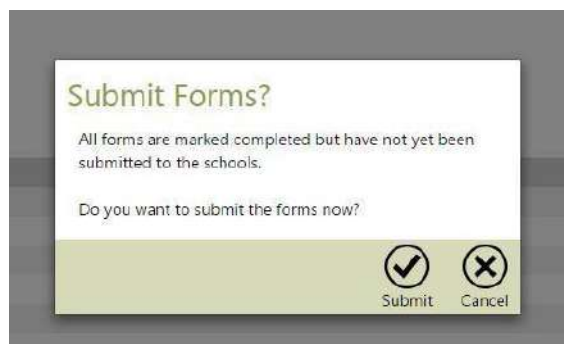 Submit Forms?
All forms are marked completed but have not yet been
submitted to the schools.
Do you want to submit the forms now?
Submit Cancel